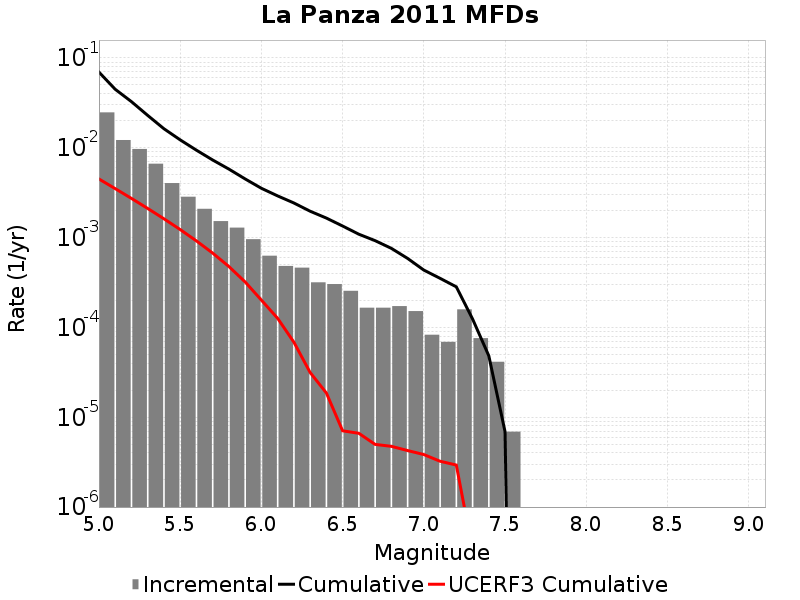 La Panza 2011 MFDs
10-1
10-2
10-3
10-4
10-5
10-6
Rate (1/yr)
5.0 5.5 6.0 6.5 7.0 7.5 8.0 8.5 9.0
Magnitude
Incremental Cumulative UCERF3 Cumulative